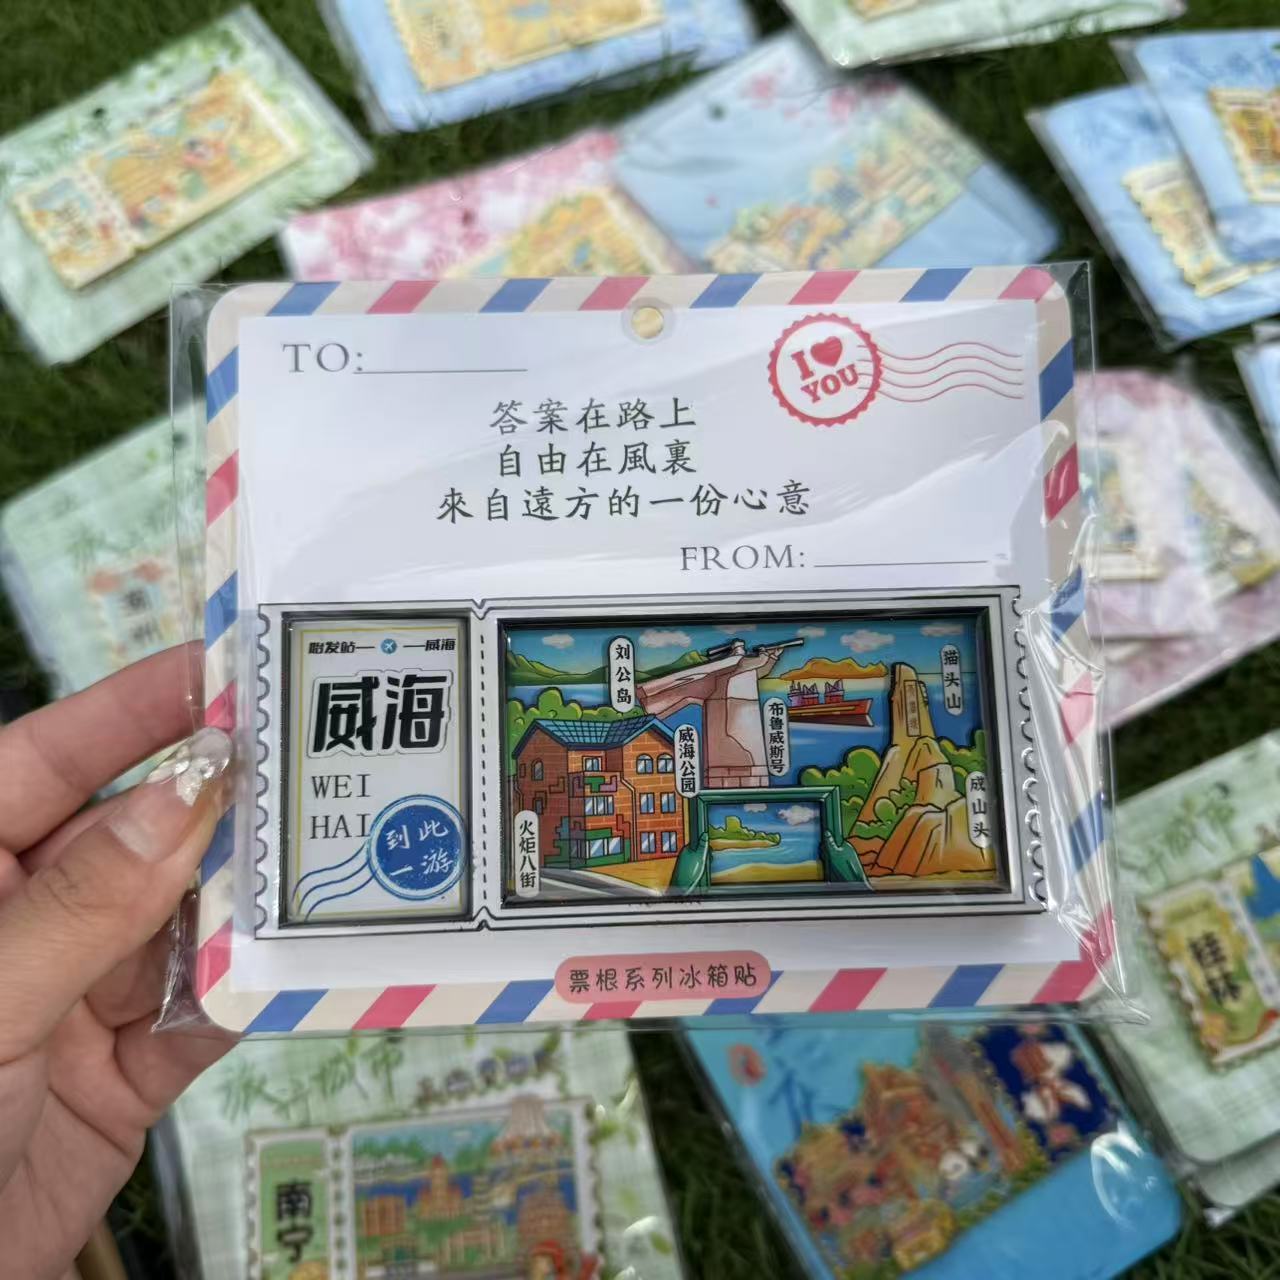 TO:
I ❤ YOU
答案在路上
自由在風裏
來自遠方的一份心意
FROM:
始发站— —威海
威海
WEI
HAI
到此
一游
刘公岛
猫头山
布鲁威斯号
威海公园
成山头
火炬八街
票根系列冰箱贴
桂林
南宁